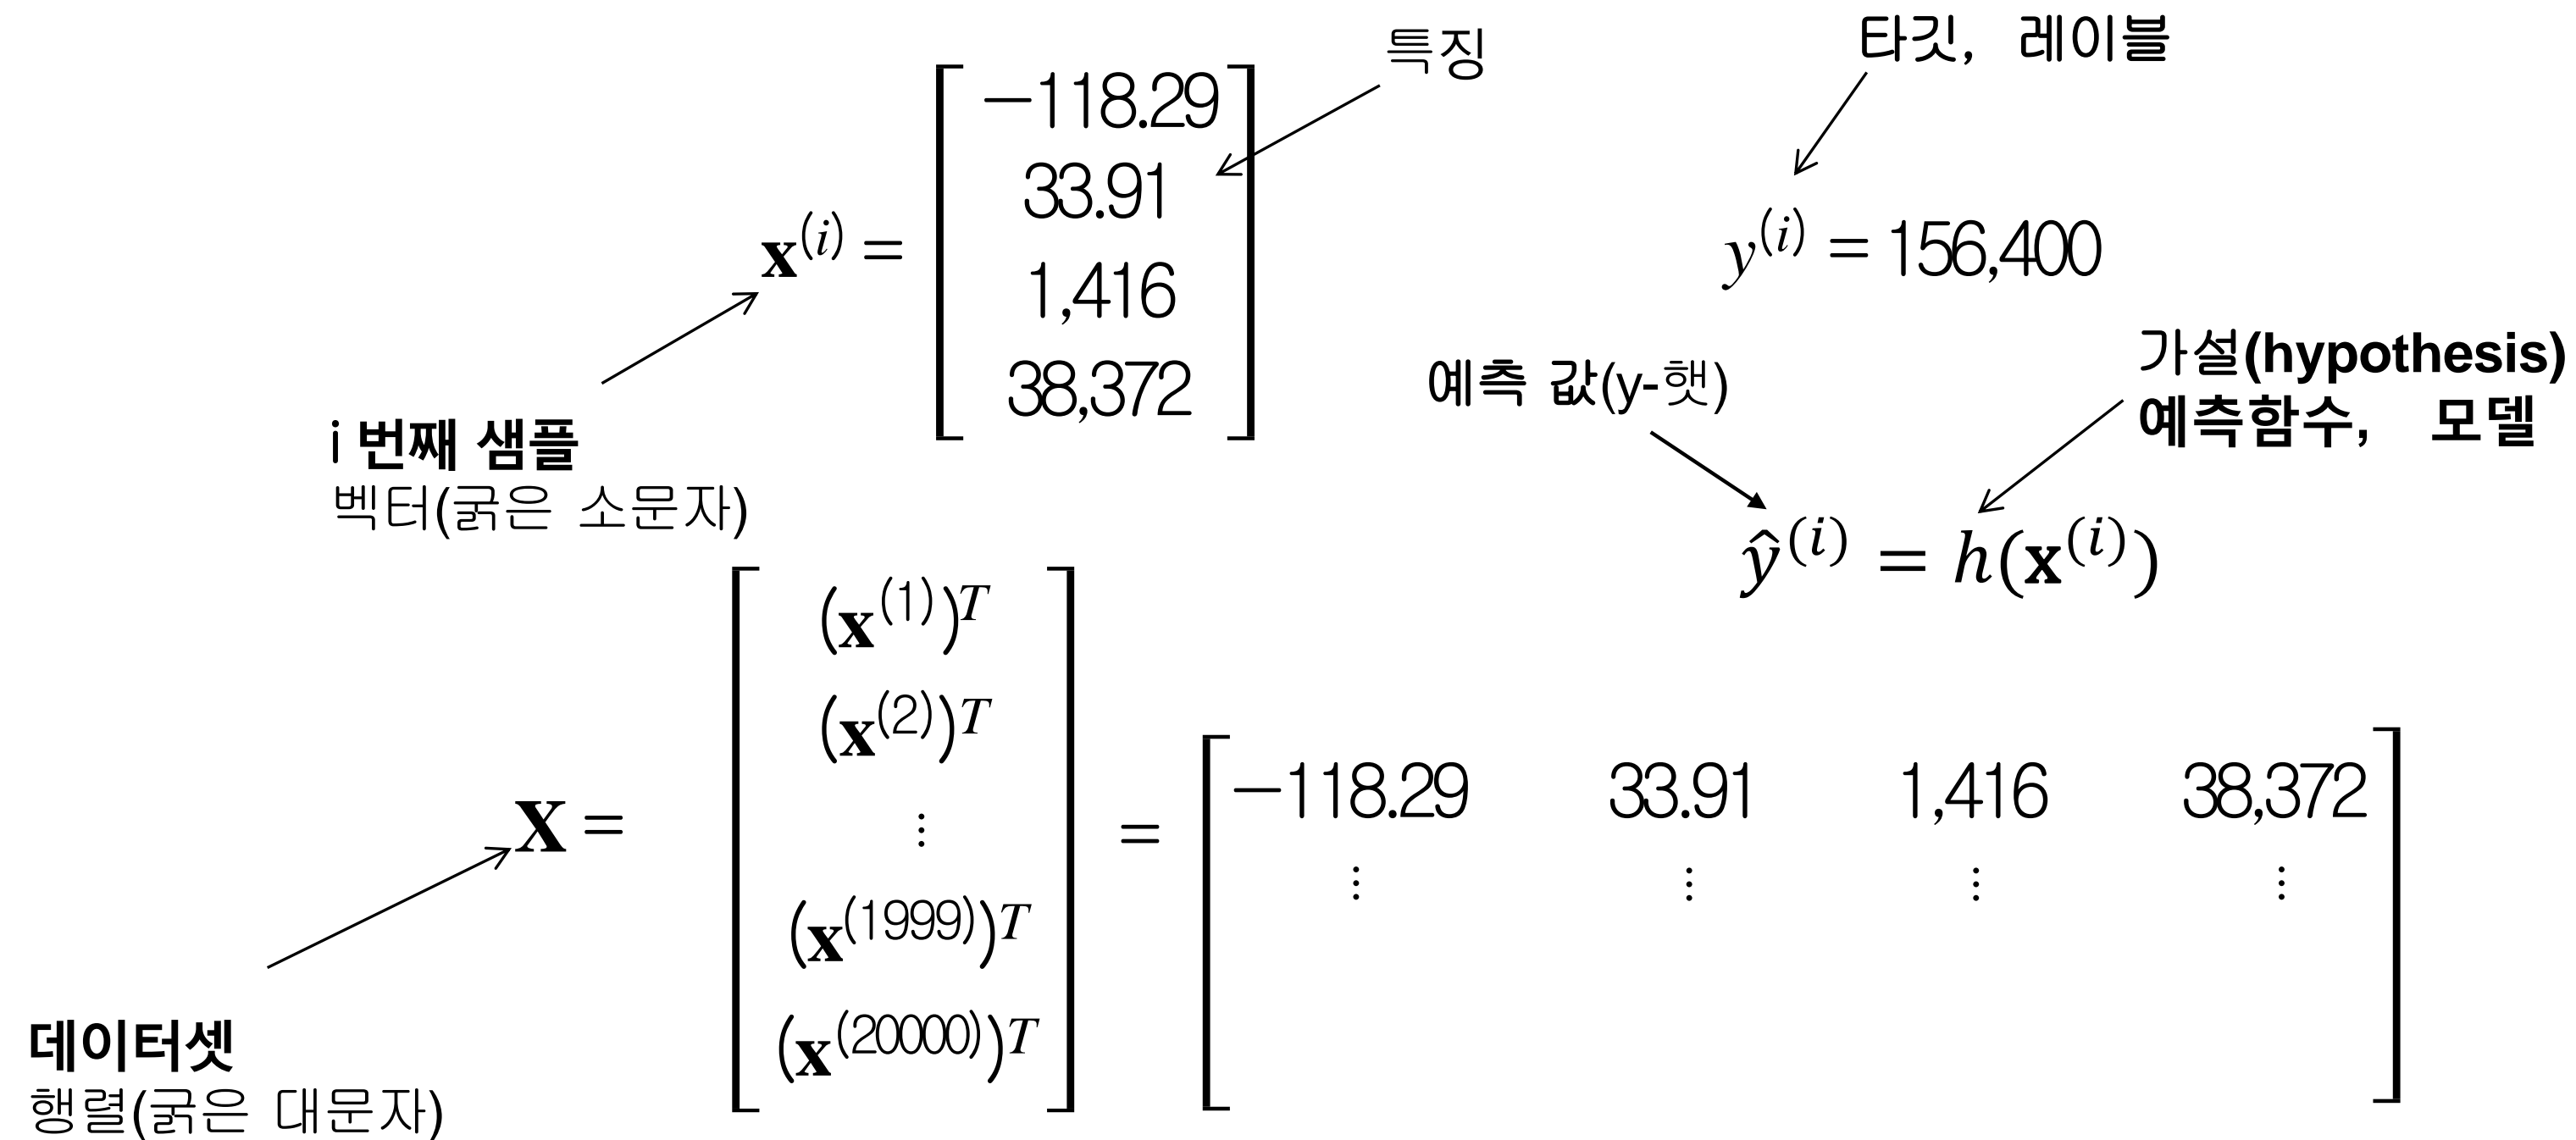 특징
타깃, 레이블
x^(i) = [ −118.29
33.91
1,416
38,372 ]
y^(i) = 156,400
i 번째 샘플
벡터(굵은 소문자)
예측 값(y-햇)
가설(hypothesis)
예측함수, 모델
ŷ^(i) = h(x^(i))
X = [ (x^(1))^T
(x^(2))^T
⋮
(x^(1999))^T
(x^(20000))^T ]
= [ −118.29 33.91 1,416 38,372
⋮ ⋮ ⋮ ⋮ ]
데이터셋
행렬(굵은 대문자)